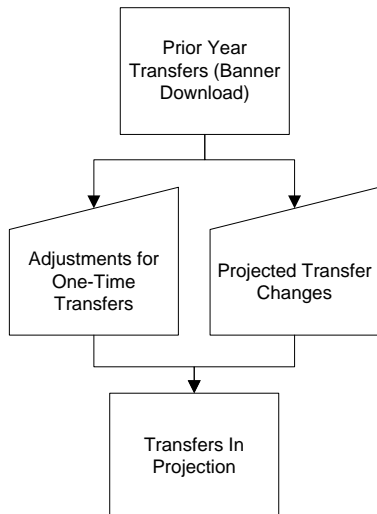 Prior Year
Transfers (Banner
Download)
Adjustments for
One-Time
Transfers
Projected Transfer
Changes
Transfers In
Projection